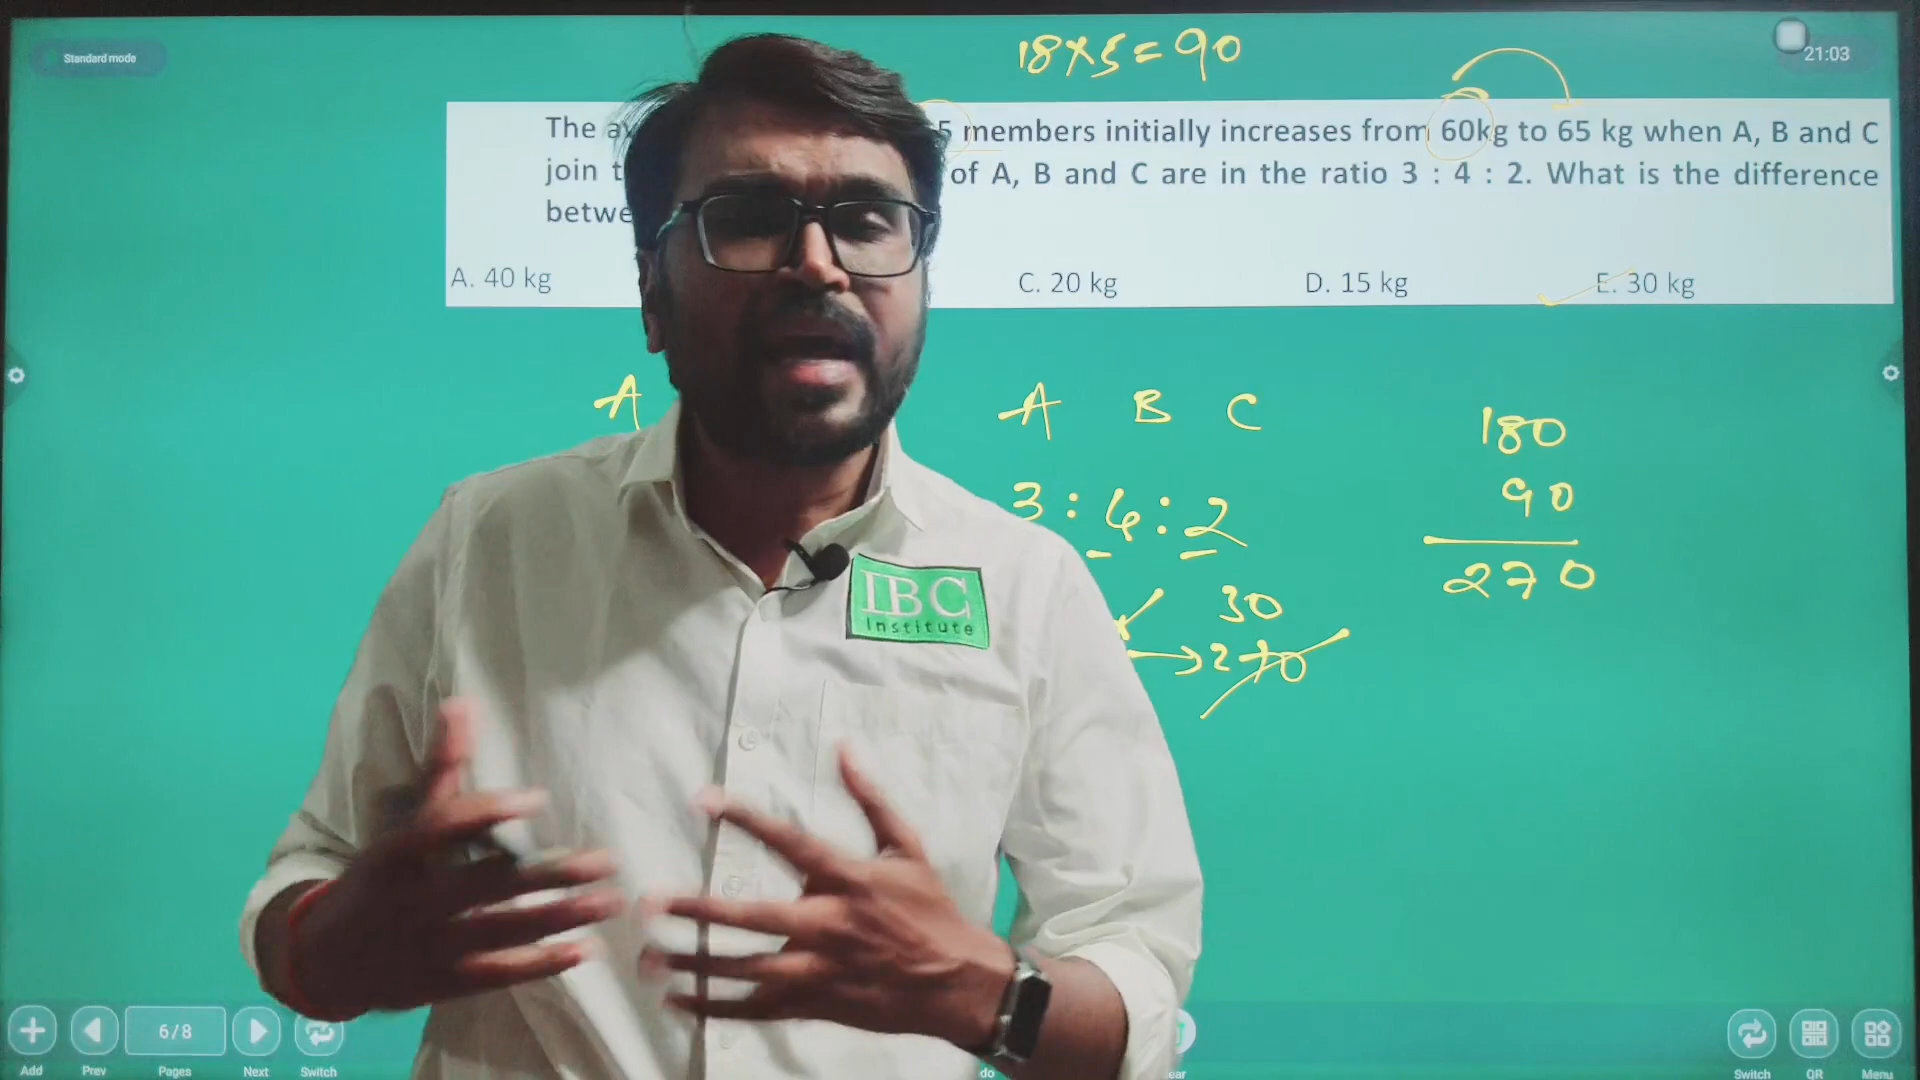 Standard mode
18x5=90
21:03
The 5 members initially increases from 60kg to 65 kg when A, B and C
join of A, B and C are in the ratio 3 : 4 : 2. What is the difference
A. 40 kg C. 20 kg D. 15 kg E. 30 kg
A A B C 180
3:4:2 90
270
30
270
IBC
Institute
6/8
Add Prev Pages Next Switch Switch QR Menu